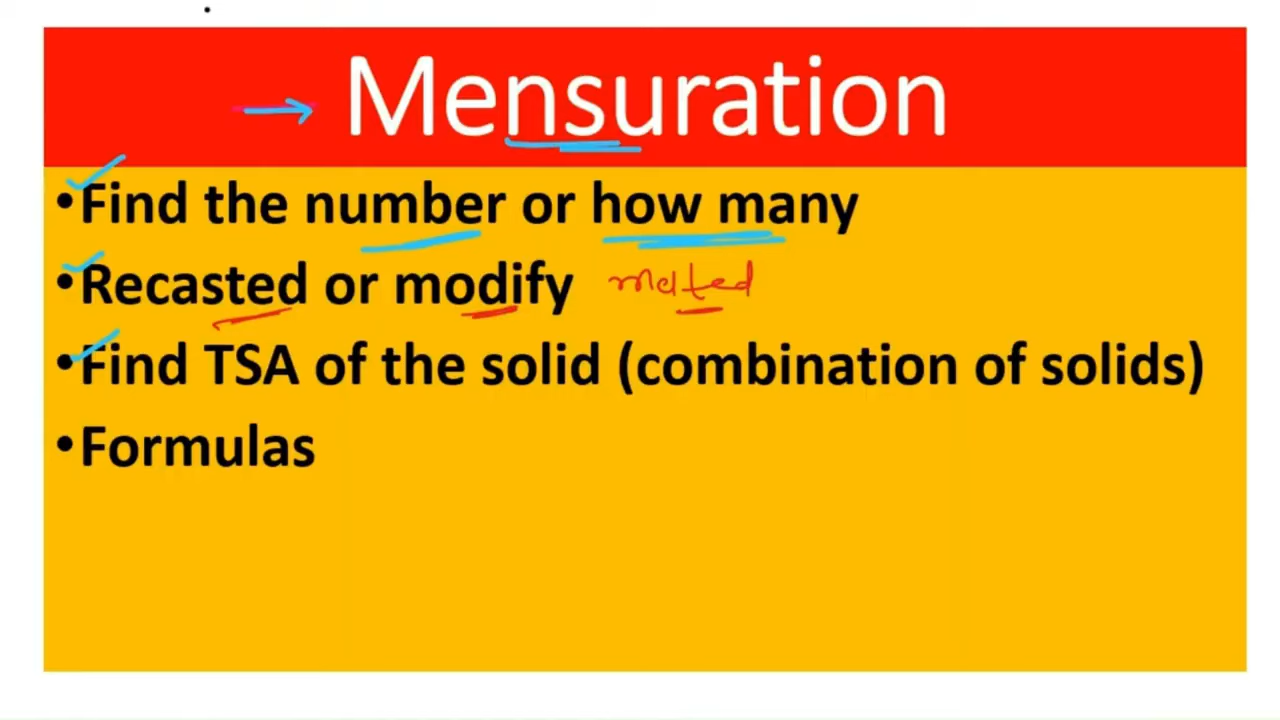 Mensuration
•Find the number or how many
•Recasted or modify melted
•Find TSA of the solid (combination of solids)
•Formulas